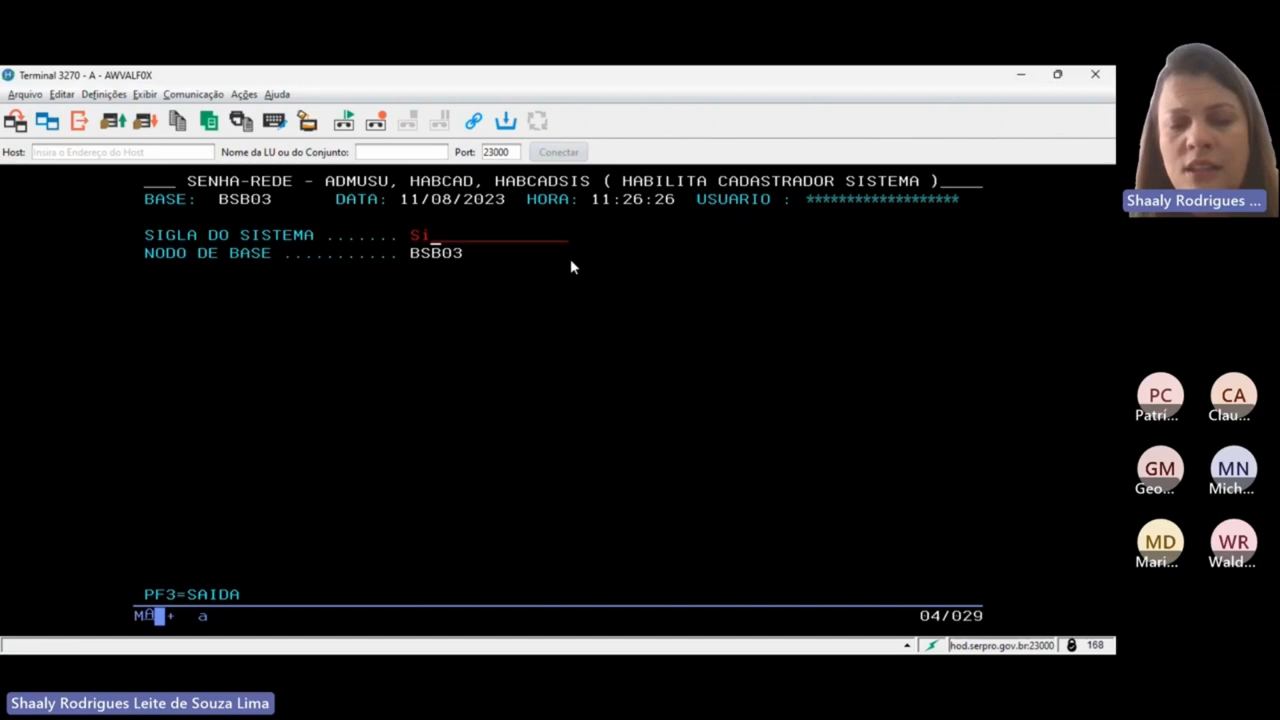 Terminal 3270 - A - AWVALF0X
Arquivo Editar Definições Exibir Comunicação Ações Ajuda
Host: Insira o Endereço do Host Nome da LU ou do Conjunto: Port: 23000 Conectar
Shaaly Rodrigues ...
___ SENHA-REDE - ADMUSU, HABCAD, HABCADSIS ( HABILITA CADASTRADOR SISTEMA )____
BASE: BSB03 DATA: 11/08/2023 HORA: 11:26:26 USUARIO : *******************
SIGLA DO SISTEMA ....... Si_______________
NODO DE BASE ........... BSB03
PC CA
Patrí... Clau...
GM MN
Geo... Mich...
MD WR
Mari... Wald...
PF3=SAIDA
MA + a 04/029
hod.serpro.gov.br:23000 168
Shaaly Rodrigues Leite de Souza Lima